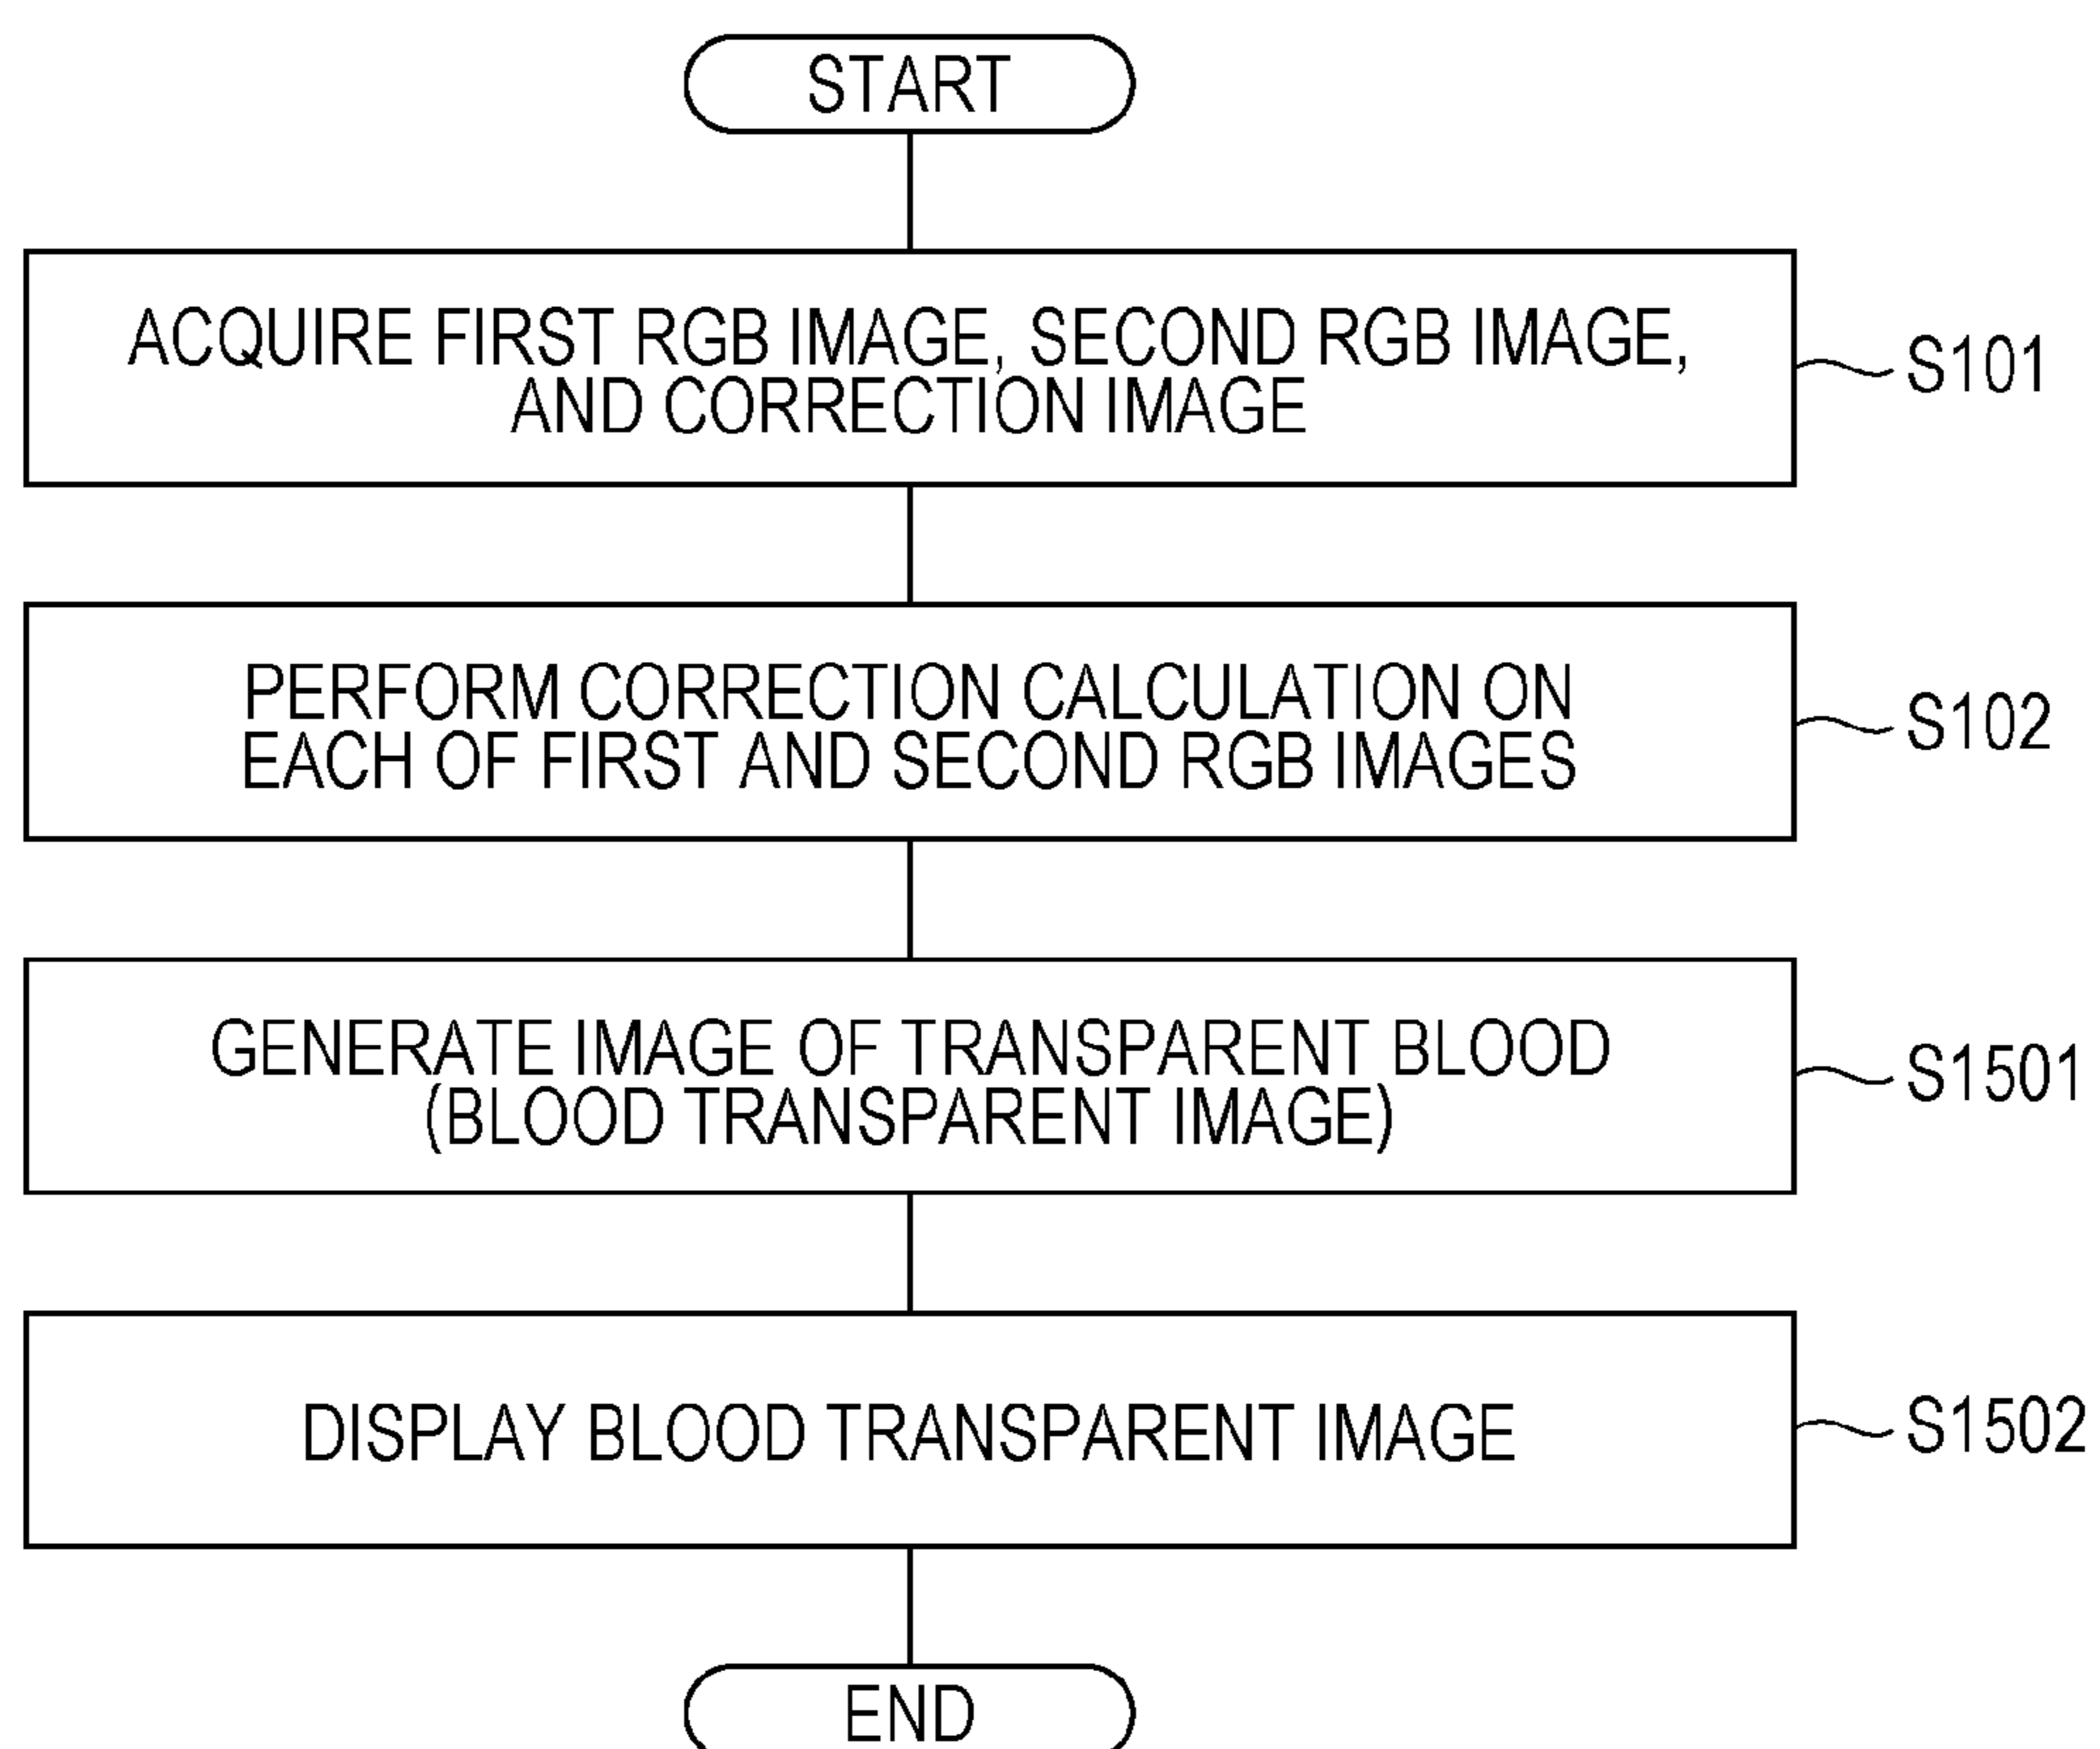 START
ACQUIRE FIRST RGB IMAGE, SECOND RGB IMAGE,
AND CORRECTION IMAGE
S101
PERFORM CORRECTION CALCULATION ON
EACH OF FIRST AND SECOND RGB IMAGES
S102
GENERATE IMAGE OF TRANSPARENT BLOOD
(BLOOD TRANSPARENT IMAGE)
S1501
DISPLAY BLOOD TRANSPARENT IMAGE
S1502
END